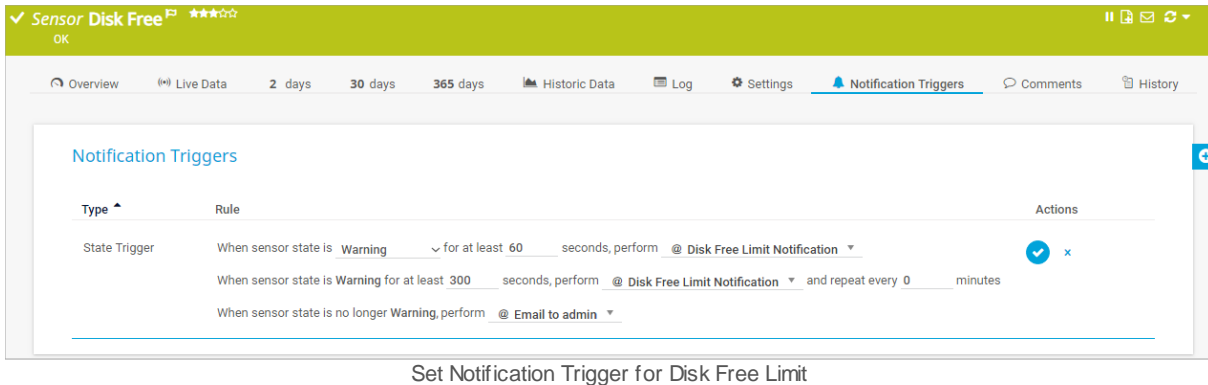 Sensor Disk Free
OK
Overview Live Data 2 days 30 days 365 days Historic Data Log Settings Notification Triggers Comments History
Notification Triggers
Type Rule Actions
State Trigger When sensor state is Warning for at least 60 seconds, perform @ Disk Free Limit Notification x
When sensor state is Warning for at least 300 seconds, perform @ Disk Free Limit Notification and repeat every 0 minutes
When sensor state is no longer Warning, perform @ Email to admin
Set Notification Trigger for Disk Free Limit